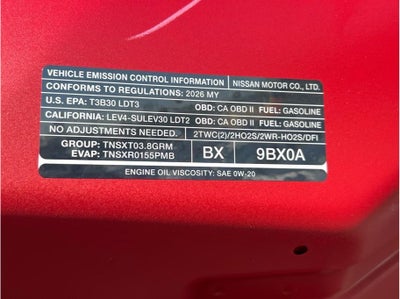 VEHICLE EMISSION CONTROL INFORMATION NISSAN MOTOR CO., LTD.
CONFORMS TO REGULATIONS: 2026 MY
U.S. EPA: T3B30 LDT3 OBD: CA OBD II FUEL: GASOLINE
CALIFORNIA: LEV4-SULEV30 LDT2 OBD: CA OBD II FUEL: GASOLINE
NO ADJUSTMENTS NEEDED. 2TWC(2)/2HO2S/2WR-HO2S/DFI
GROUP: TNSXT03.8GRM BX 9BX0A
EVAP: TNSXR0155PMB
ENGINE OIL VISCOSITY: SAE 0W-20